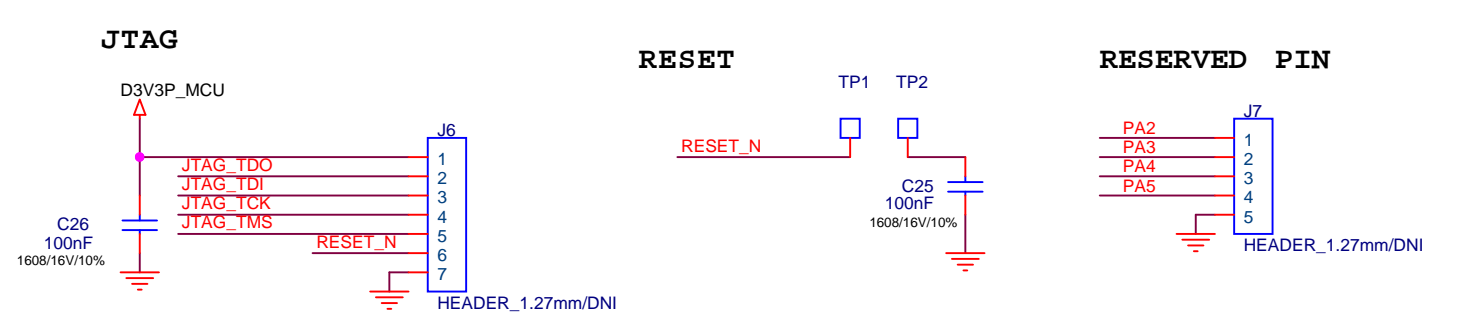 JTAG
D3V3P_MCU
J6
1
JTAG_TDO
2
JTAG_TDI
3
JTAG_TCK
4
JTAG_TMS
5
RESET_N
6
7
C26
100nF
1608/16V/10%
HEADER_1.27mm/DNI
RESET
TP1 TP2
RESET_N
C25
100nF
1608/16V/10%
RESERVED PIN
J7
PA2
1
PA3
2
PA4
3
PA5
4
5
HEADER_1.27mm/DNI